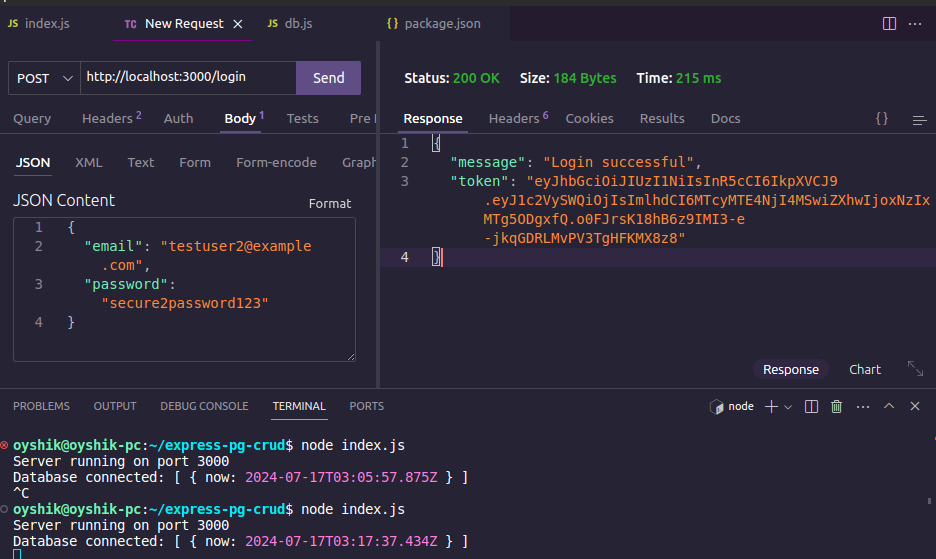 JS index.js TC New Request JS db.js {} package.json
POST http://localhost:3000/login Send
Status: 200 OK Size: 184 Bytes Time: 215 ms
Query Headers 2 Auth Body 1 Tests Pre
Response Headers 6 Cookies Results Docs {}
JSON XML Text Form Form-encode Graph
JSON Content Format
1 {
2 "email": "testuser2@example
.com",
3 "password":
"secure2password123"
4 }
1 {
2 "message": "Login successful",
3 "token": "eyJhbGciOiJIUzI1NiIsInR5cCI6IkpXVCJ9
.eyJ1c2VySWQiOjIsImlhdCI6MTcyMTE4NjI4MSwiZXhwIjoxNzIx
MTg5ODgxfQ.o0FJrsK18hB6z9IMI3-e
-jkqGDRLMvPV3TgHFKMX8z8"
4 }
Response Chart
PROBLEMS OUTPUT DEBUG CONSOLE TERMINAL PORTS node
oyshik@oyshik-pc:~/express-pg-crud$ node index.js
Server running on port 3000
Database connected: [ { now: 2024-07-17T03:05:57.875Z } ]
^C
oyshik@oyshik-pc:~/express-pg-crud$ node index.js
Server running on port 3000
Database connected: [ { now: 2024-07-17T03:17:37.434Z } ]